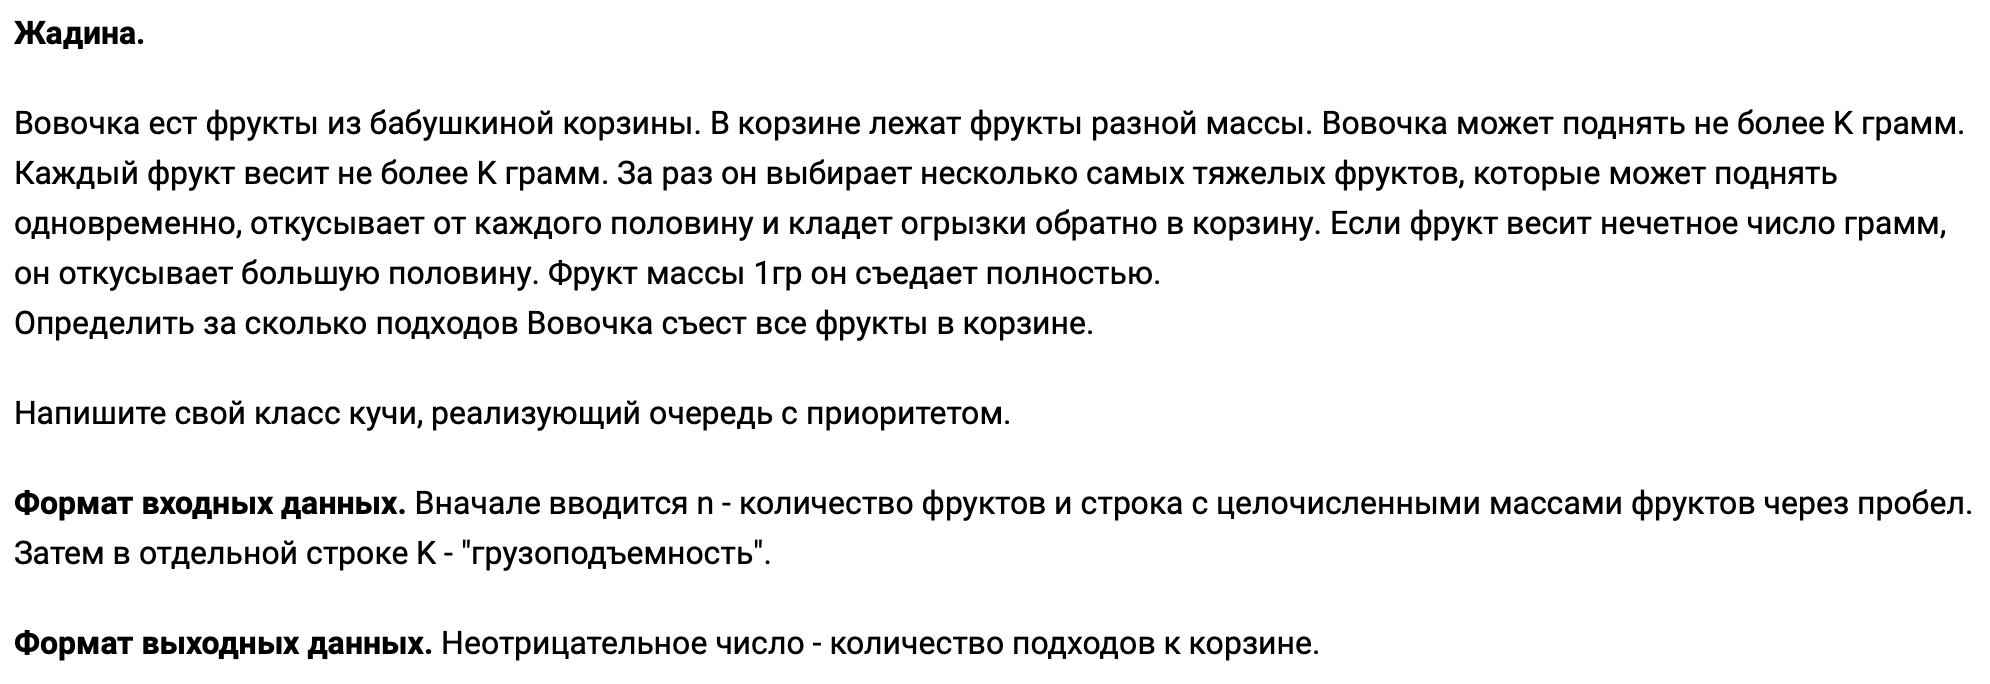 Жадина.
Вовочка ест фрукты из бабушкиной корзины. В корзине лежат фрукты разной массы. Вовочка может поднять не более K грамм.
Каждый фрукт весит не более K грамм. За раз он выбирает несколько самых тяжелых фруктов, которые может поднять
одновременно, откусывает от каждого половину и кладет огрызки обратно в корзину. Если фрукт весит нечетное число грамм,
он откусывает большую половину. Фрукт массы 1гр он съедает полностью.
Определить за сколько подходов Вовочка съест все фрукты в корзине.
Напишите свой класс кучи, реализующий очередь с приоритетом.
Формат входных данных. Вначале вводится n - количество фруктов и строка с целочисленными массами фруктов через пробел.
Затем в отдельной строке K - "грузоподъемность".
Формат выходных данных. Неотрицательное число - количество подходов к корзине.